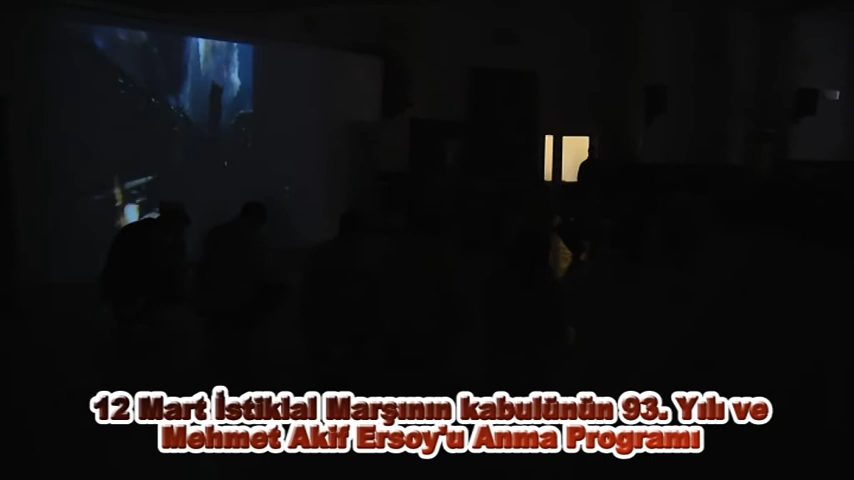 12 Mart İstiklal Marşının kabulünün 93. Yılı ve
Mehmet Akif Ersoy'u Anma Programı